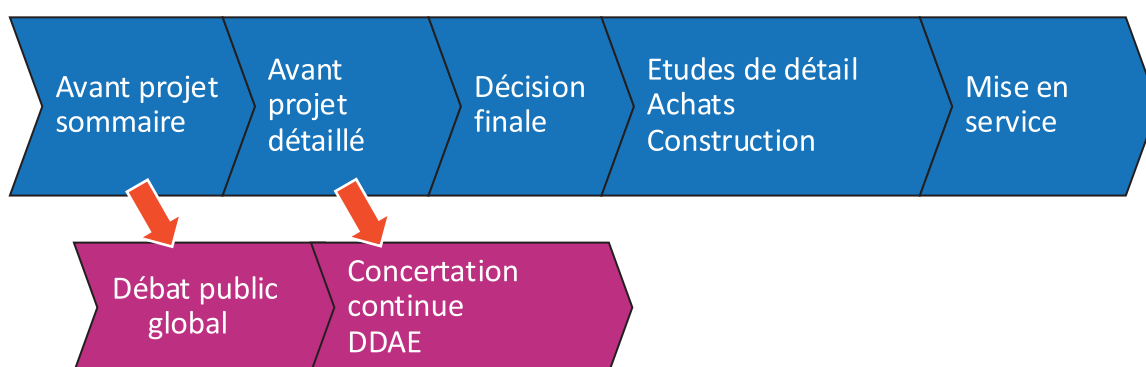 Avant projet
sommaire
Avant
projet
détaillé
Décision
finale
Etudes de détail
Achats
Construction
Mise en
service
Débat public
global
Concertation
continue
DDAE